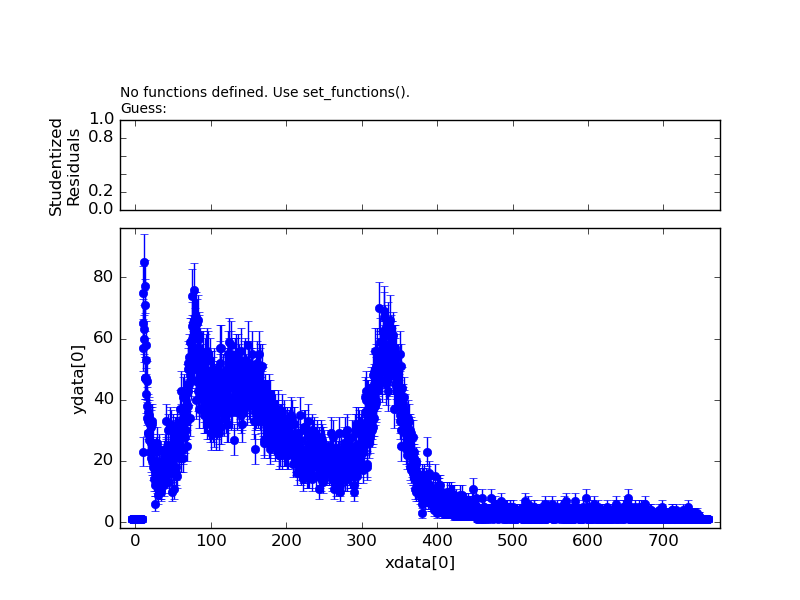 No functions defined. Use set_functions().
Guess:
1.0
0.8
0.2
0.0
Studentized
Residuals
80
60
40
20
0
ydata[0]
0 100 200 300 400 500 600 700
xdata[0]